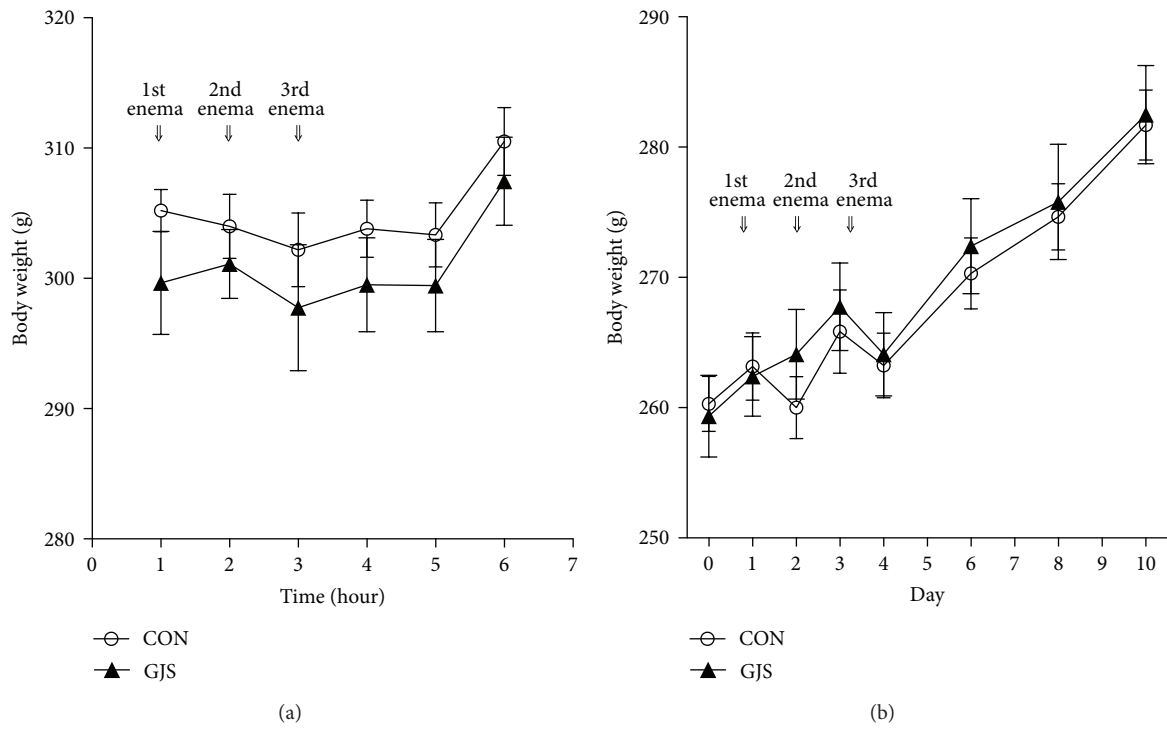 320
310
300
290
280
Body weight (g)
1st
enema
⇓
2nd
enema
⇓
3rd
enema
⇓
0 1 2 3 4 5 6 7
Time (hour)
CON
GJS
(a)
290
280
270
260
250
Body weight (g)
1st
enema
⇓
2nd
enema
⇓
3rd
enema
⇓
0 1 2 3 4 5 6 7 8 9 10
Day
CON
GJS
(b)